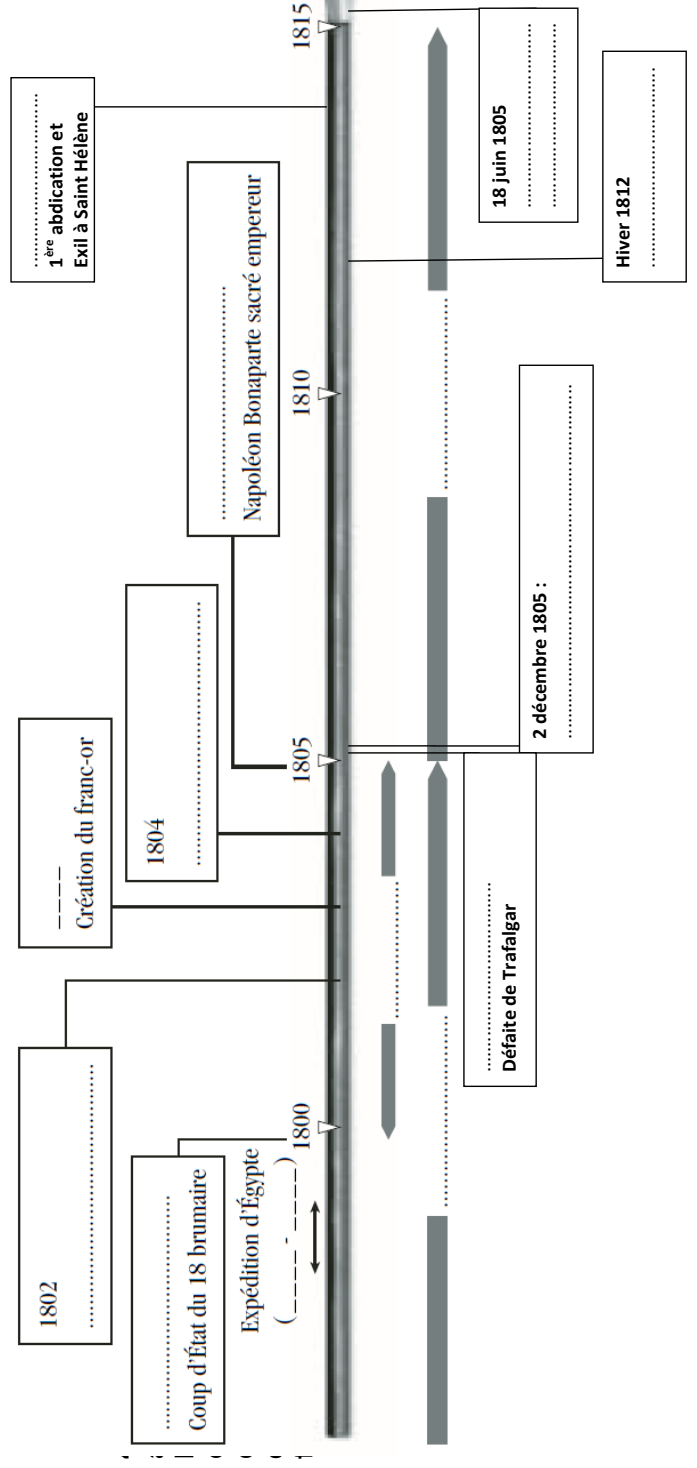 1802
........................................
Création du franc-or
_ _ _ _
1804
........................................
........................................
Napoléon Bonaparte sacré empereur
........................................
1ère abdication et
Exil à Saint Hélène
........................................
Coup d'État du 18 brumaire
Expédition d'Égypte
(_ _ _ _ - _ _ _ _)
1800
1805
1810
1815
........................................
........................................
........................................
........................................
Défaite de Trafalgar
2 décembre 1805 :
........................................
18 juin 1805
........................................
........................................
Hiver 1812
........................................